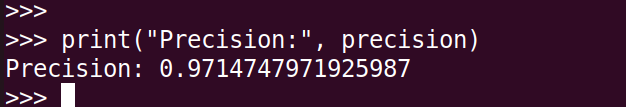 >>>
>>> print("Precision:", precision)
Precision: 0.9714747971925987
>>>